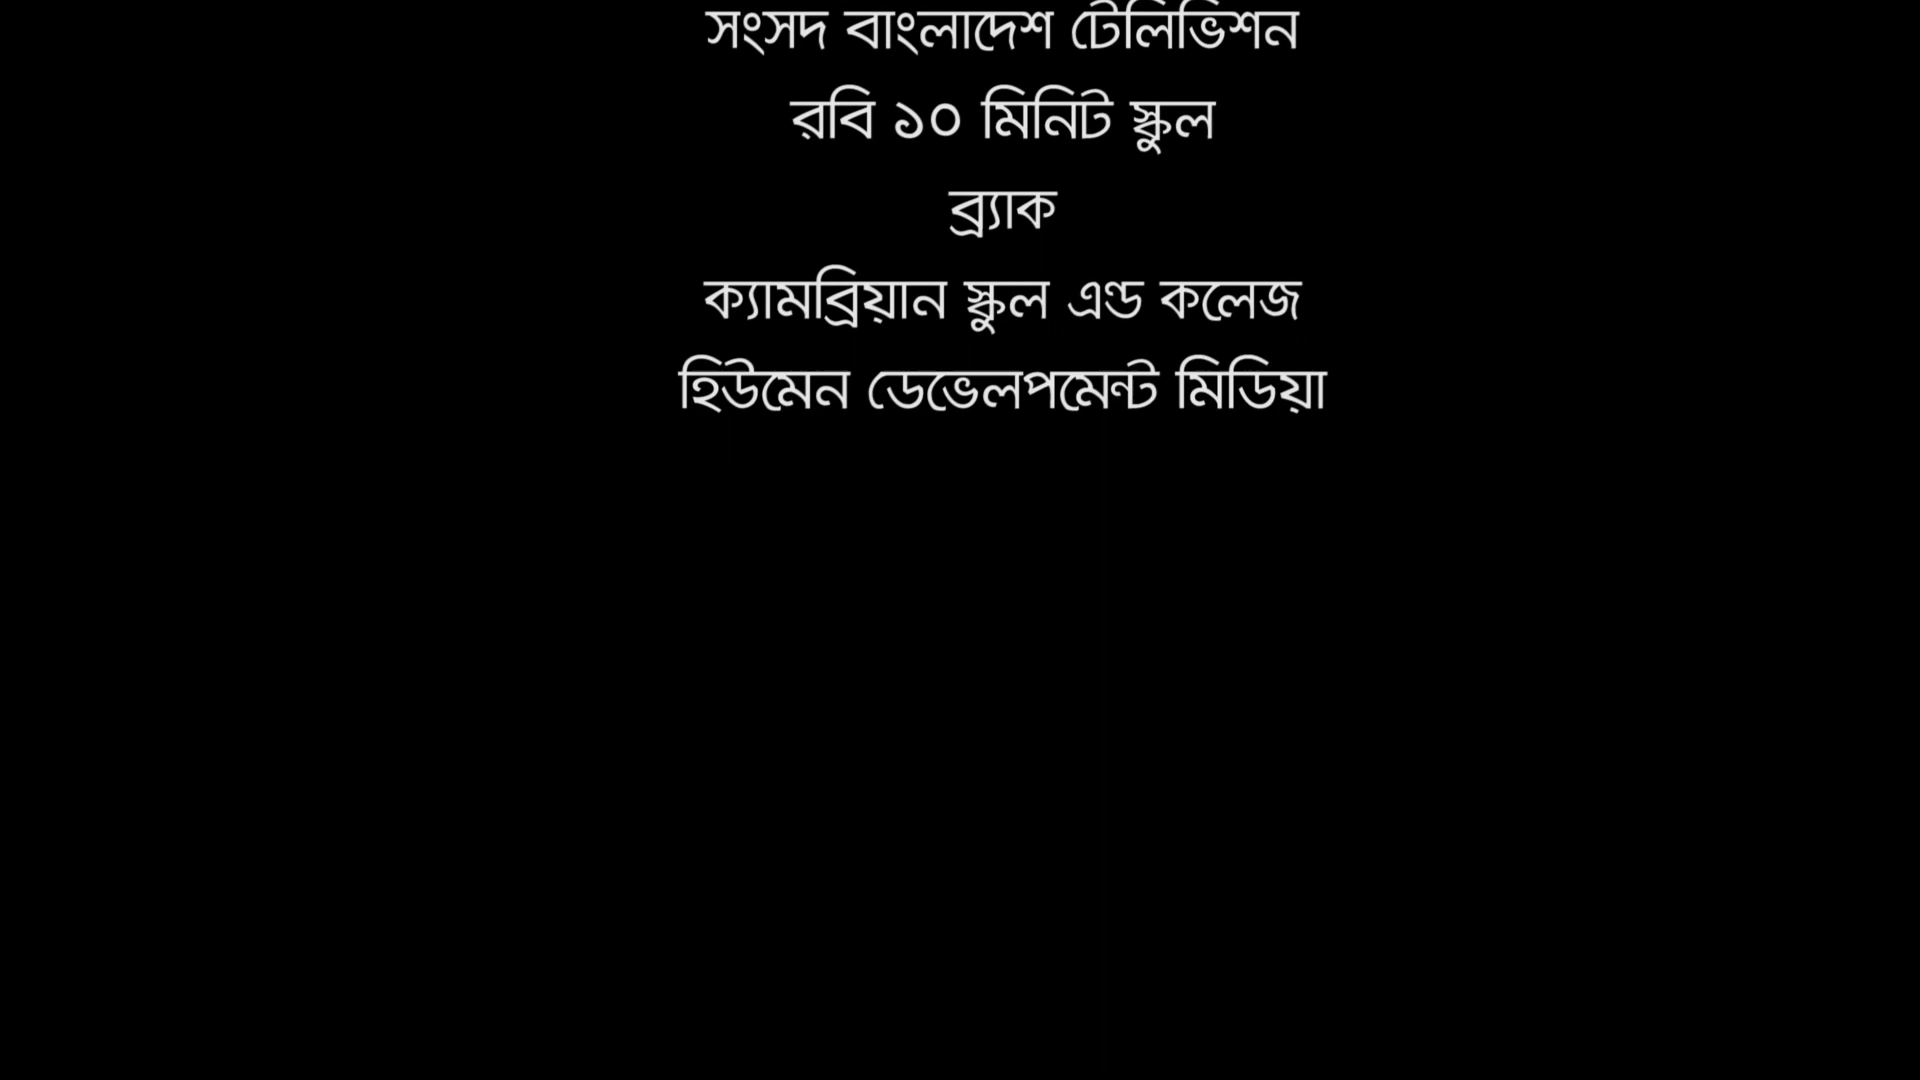 সংসদ বাংলাদেশ টেলিভিশন
রবি ১০ মিনিট স্কুল
ব্র্যাক
ক্যামব্রিয়ান স্কুল এন্ড কলেজ
হিউমেন ডেভেলপমেন্ট মিডিয়া